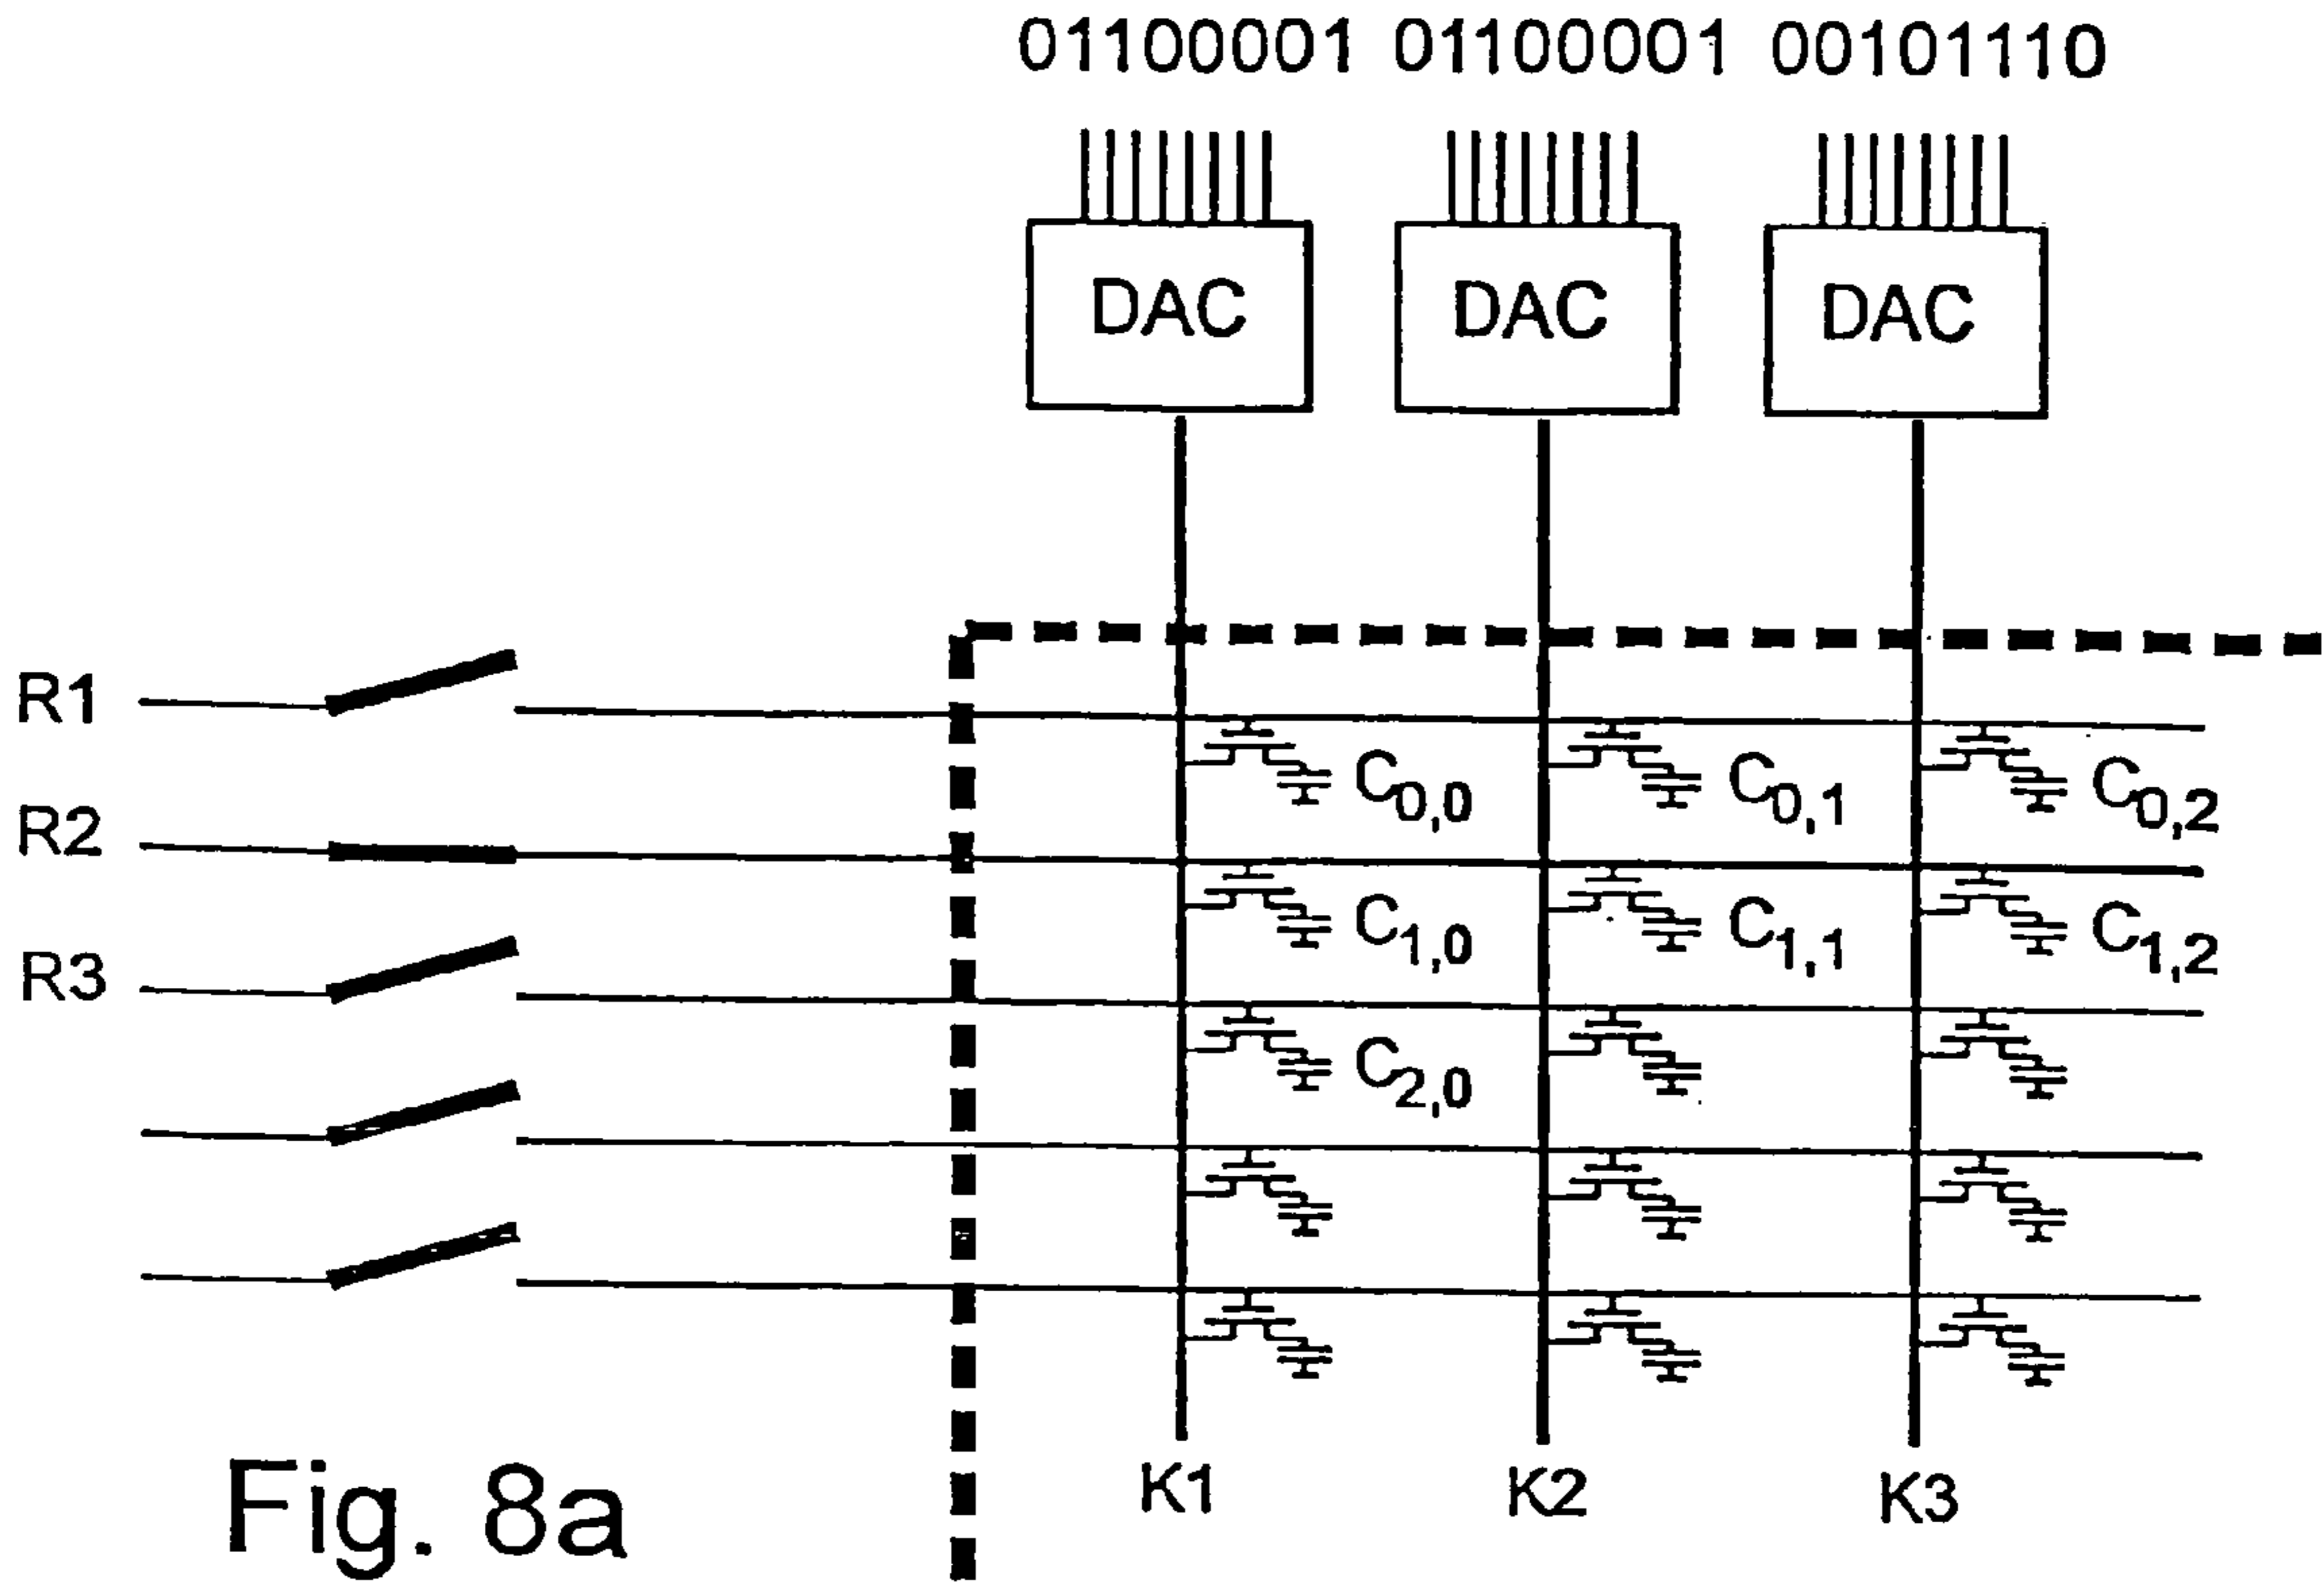 01100001 01100001 00101110
DAC DAC DAC
R1
C0,0 C0,1 C0,2
R2
C1,0 C1,1 C1,2
R3
C2,0
K1 K2 K3
Fig. 8a